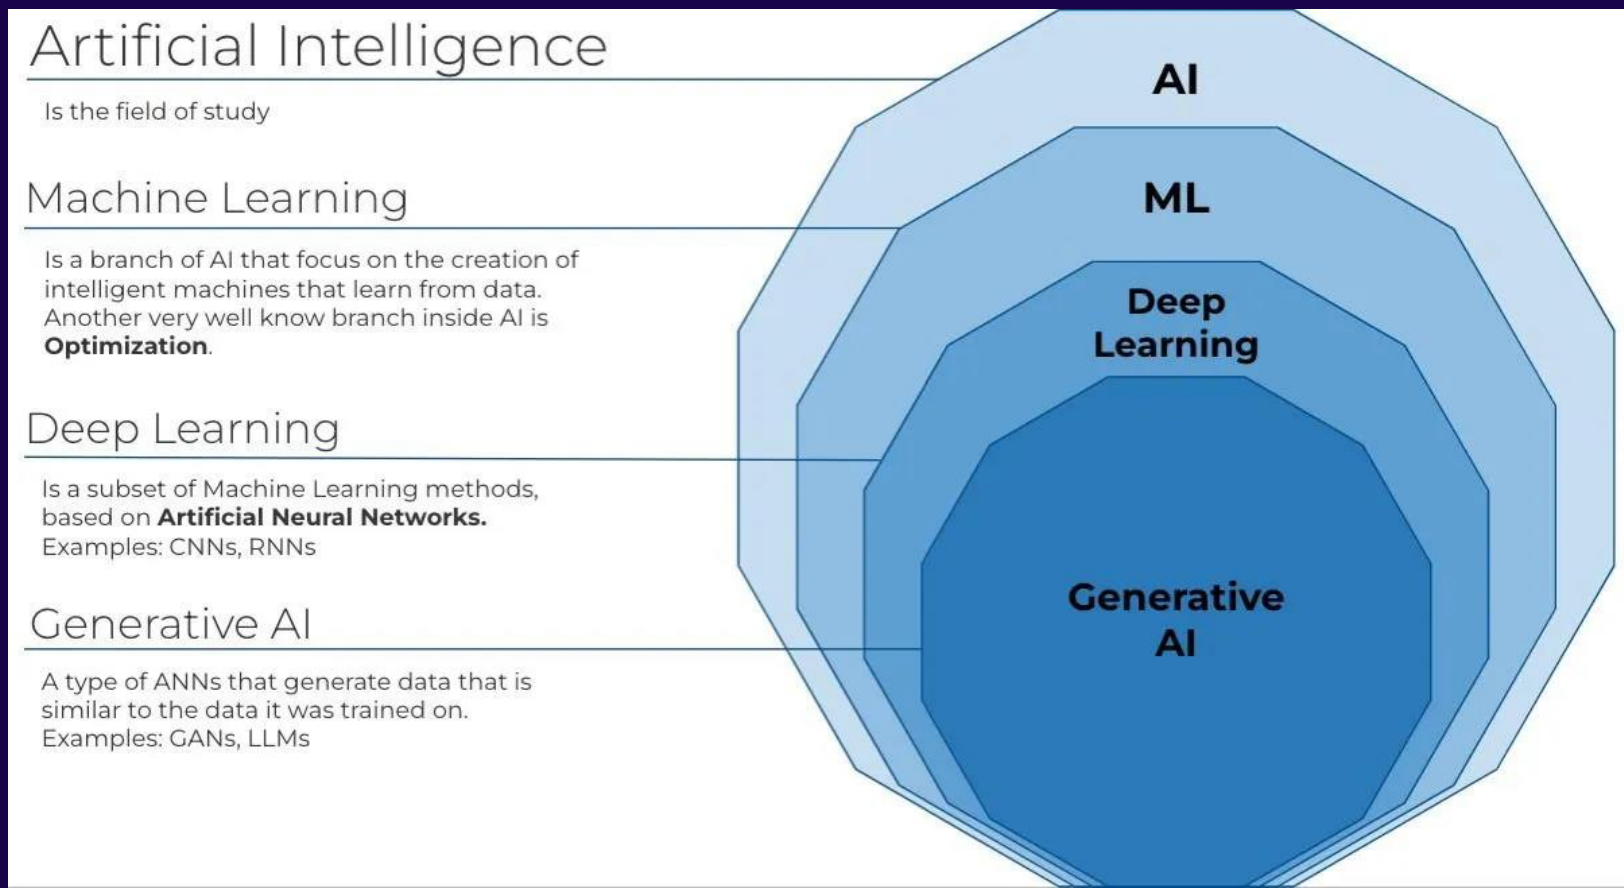 Artificial Intelligence
Is the field of study
Machine Learning
Is a branch of AI that focus on the creation of
intelligent machines that learn from data.
Another very well know branch inside AI is
Optimization.
Deep Learning
Is a subset of Machine Learning methods,
based on Artificial Neural Networks.
Examples: CNNs, RNNs
Generative AI
A type of ANNs that generate data that is
similar to the data it was trained on.
Examples: GANs, LLMs
AI
ML
Deep
Learning
Generative
AI